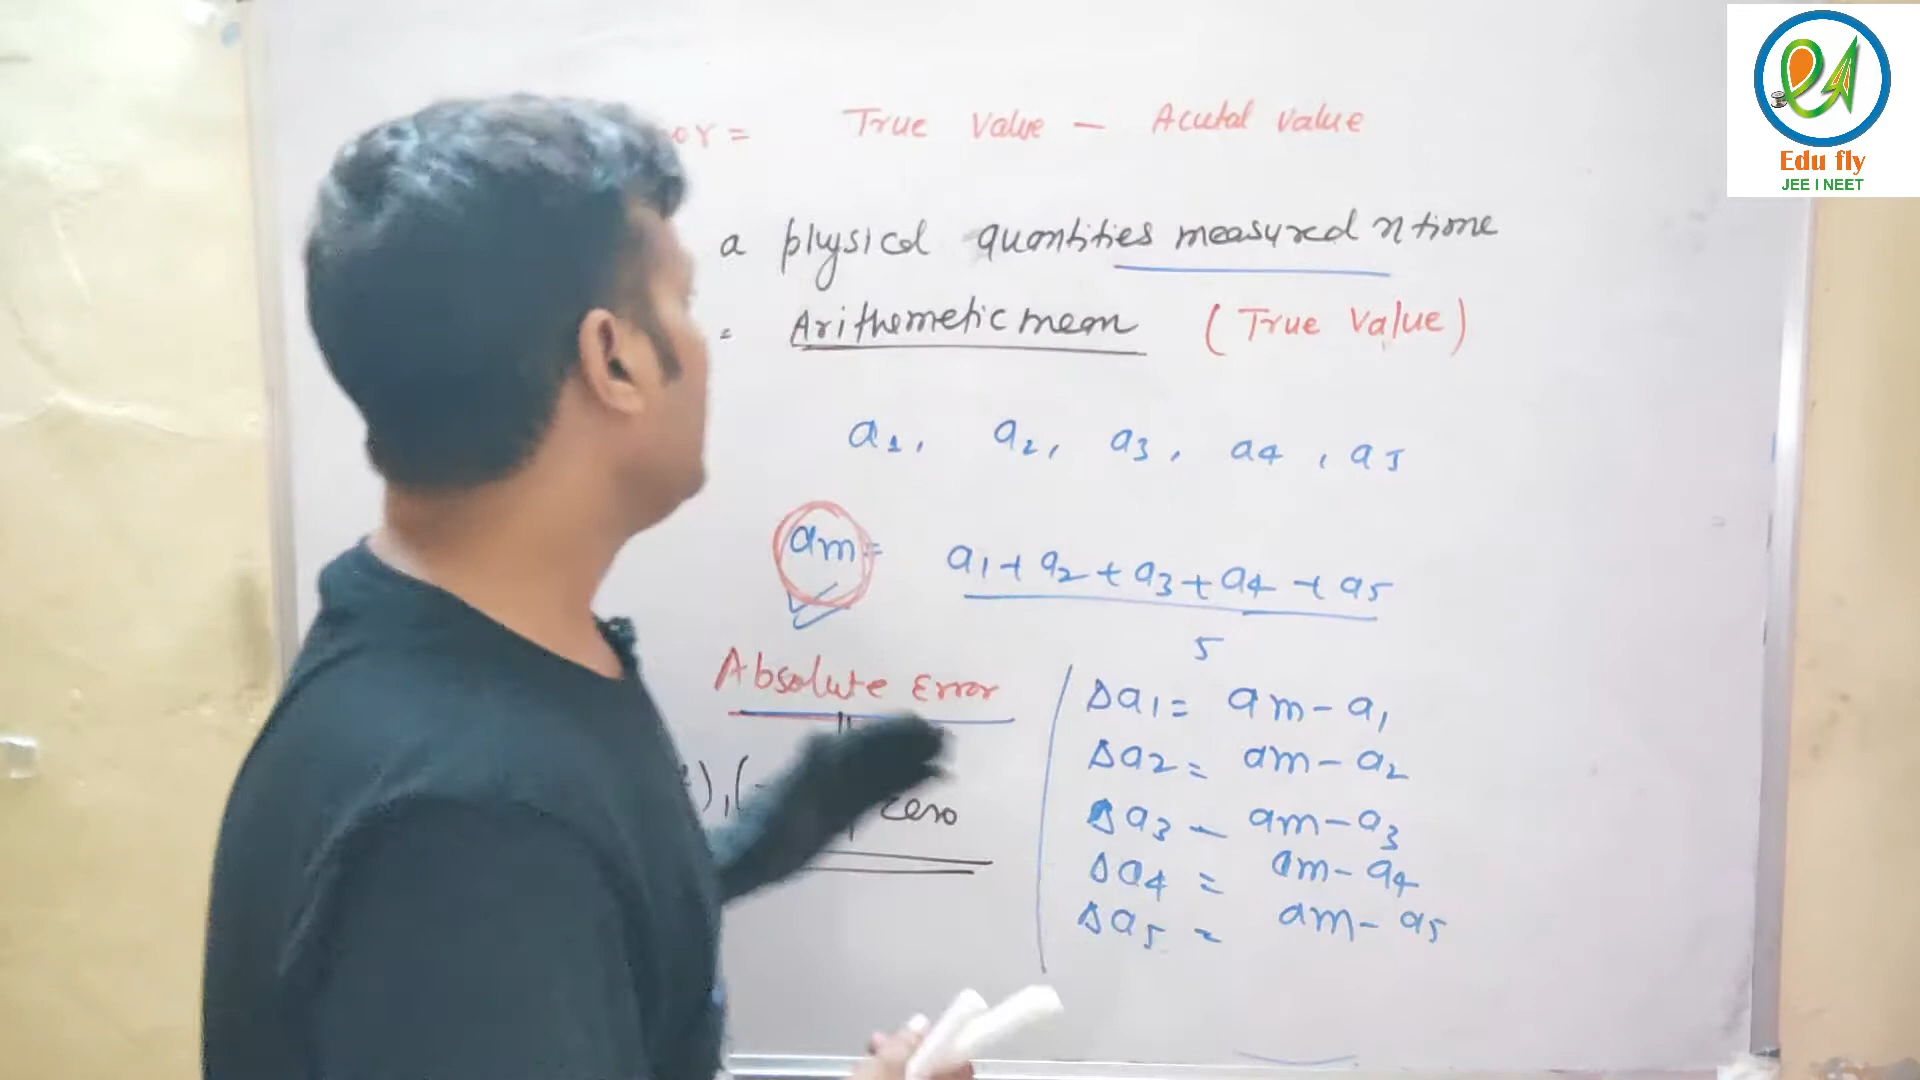 = True Value - Acutal value
a physical quantities measured n time
= Arithemetic mean (True Value)
a1, a2, a3, a4, a5
am = a1 + a2 + a3 + a4 + a5
5
Absolute Error
zero
Δa1 = am - a1
Δa2 = am - a2
Δa3 - am - a3
Δa4 = am - a4
Δa5 = am - a5
Edu fly
JEE I NEET